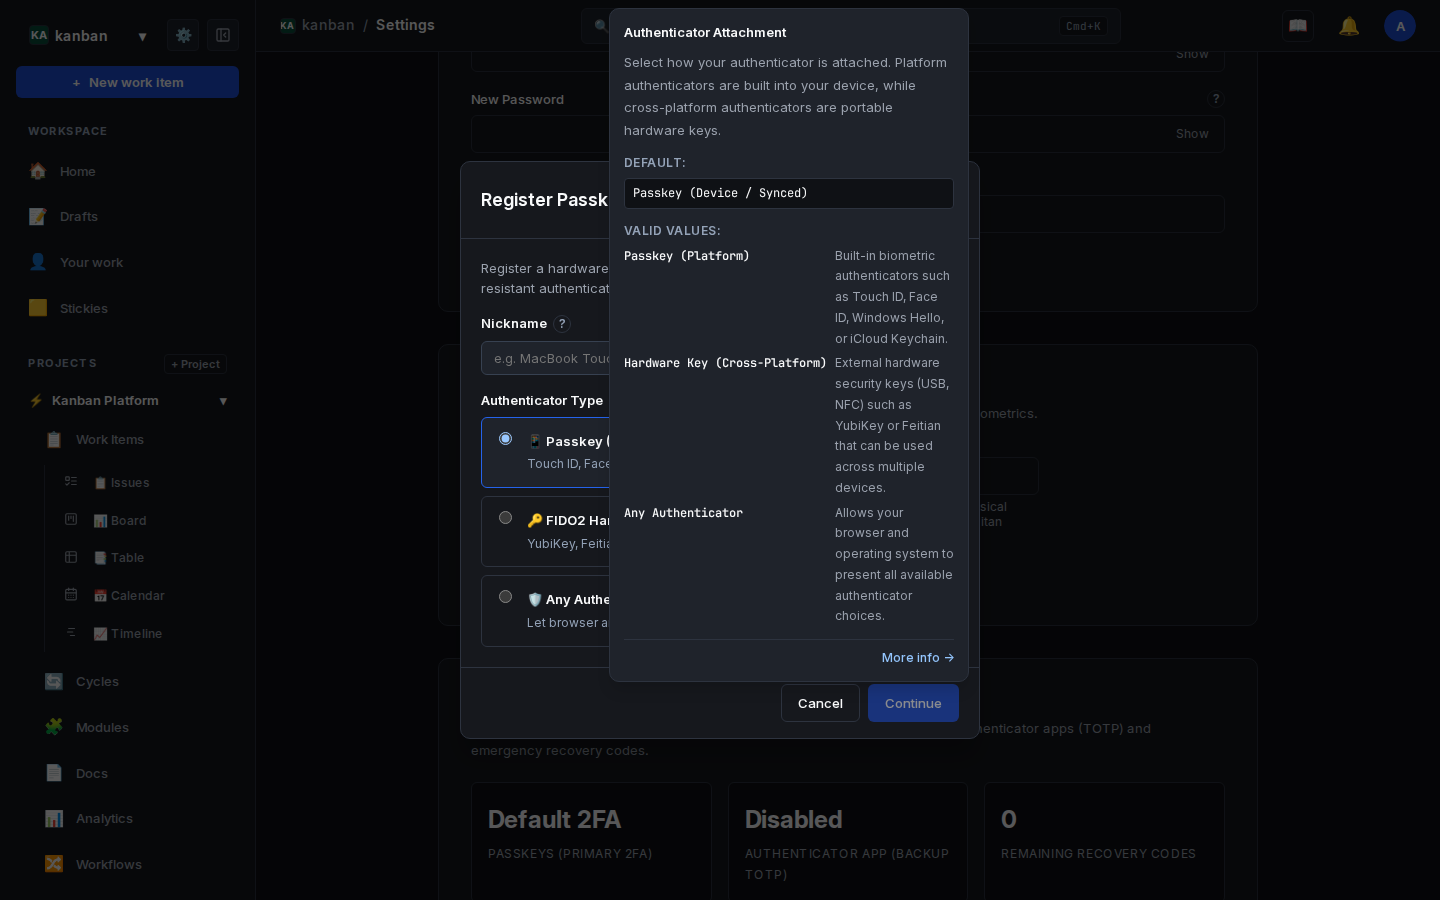 KA kanban
+ New work item
WORKSPACE
Home
Drafts
Your work
Stickies
PROJECTS
+ Project
Kanban Platform
Work Items
Issues
Board
Table
Calendar
Timeline
Cycles
Modules
Docs
Analytics
Workflows
KA kanban / Settings
Cmd+K
A
Show
New Password
?
Show
Register Passk
Register a hardware
resistant authenticat
Nickname ?
e.g. MacBook Touc
Authenticator Type
Passkey (
Touch ID, Face
FIDO2 Har
YubiKey, Feitia
Any Authe
Let browser a
Cancel
Continue
Authenticator Attachment
Select how your authenticator is attached. Platform
authenticators are built into your device, while
cross-platform authenticators are portable
hardware keys.
DEFAULT:
Passkey (Device / Synced)
VALID VALUES:
Passkey (Platform)
Built-in biometric
authenticators such
as Touch ID, Face
ID, Windows Hello,
or iCloud Keychain.
Hardware Key (Cross-Platform)
External hardware
security keys (USB,
NFC) such as
YubiKey or Feitian
that can be used
across multiple
devices.
Any Authenticator
Allows your
browser and
operating system to
present all available
authenticator
choices.
More info →
ometrics.
sical
itan
henticator apps (TOTP) and
emergency recovery codes.
Default 2FA
PASSKEYS (PRIMARY 2FA)
Disabled
AUTHENTICATOR APP (BACKUP
TOTP)
0
REMAINING RECOVERY CODES